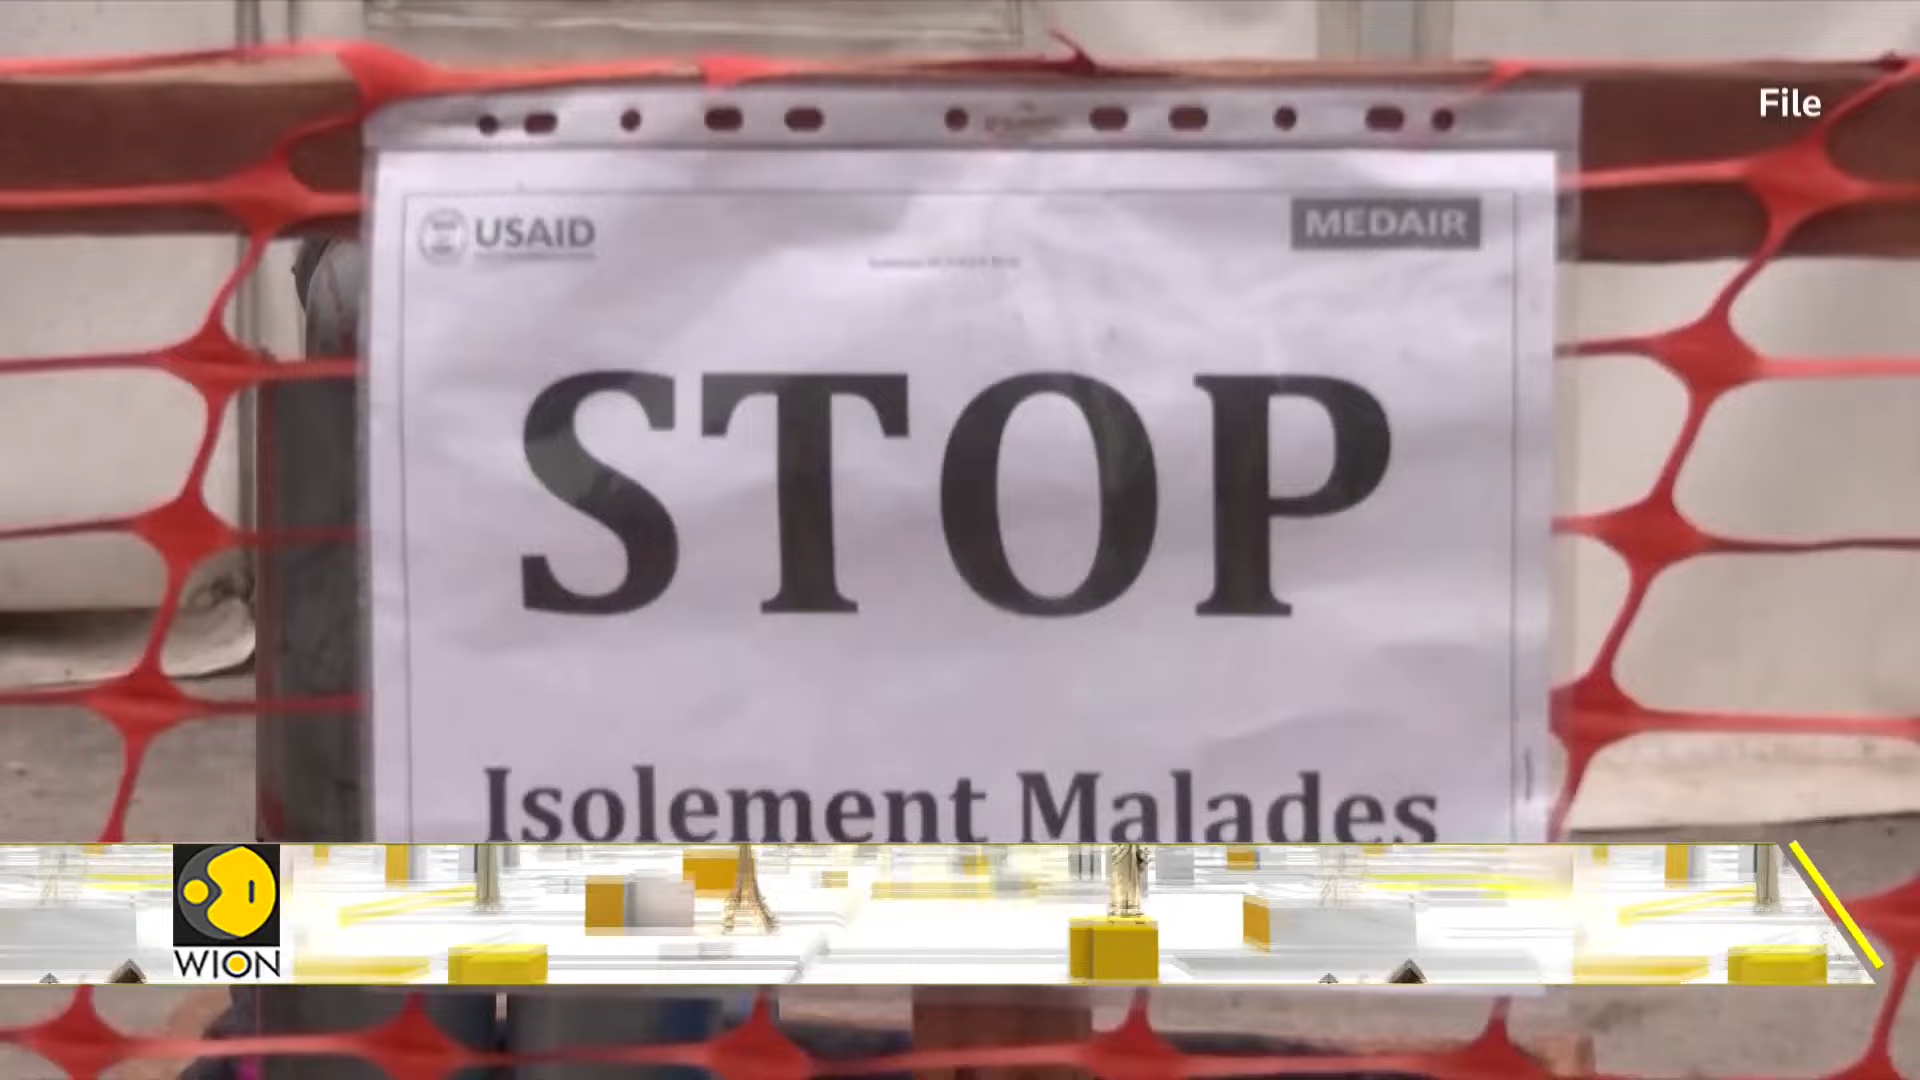 File
USAID
MEDAIR
STOP
Isolement Malades
WION